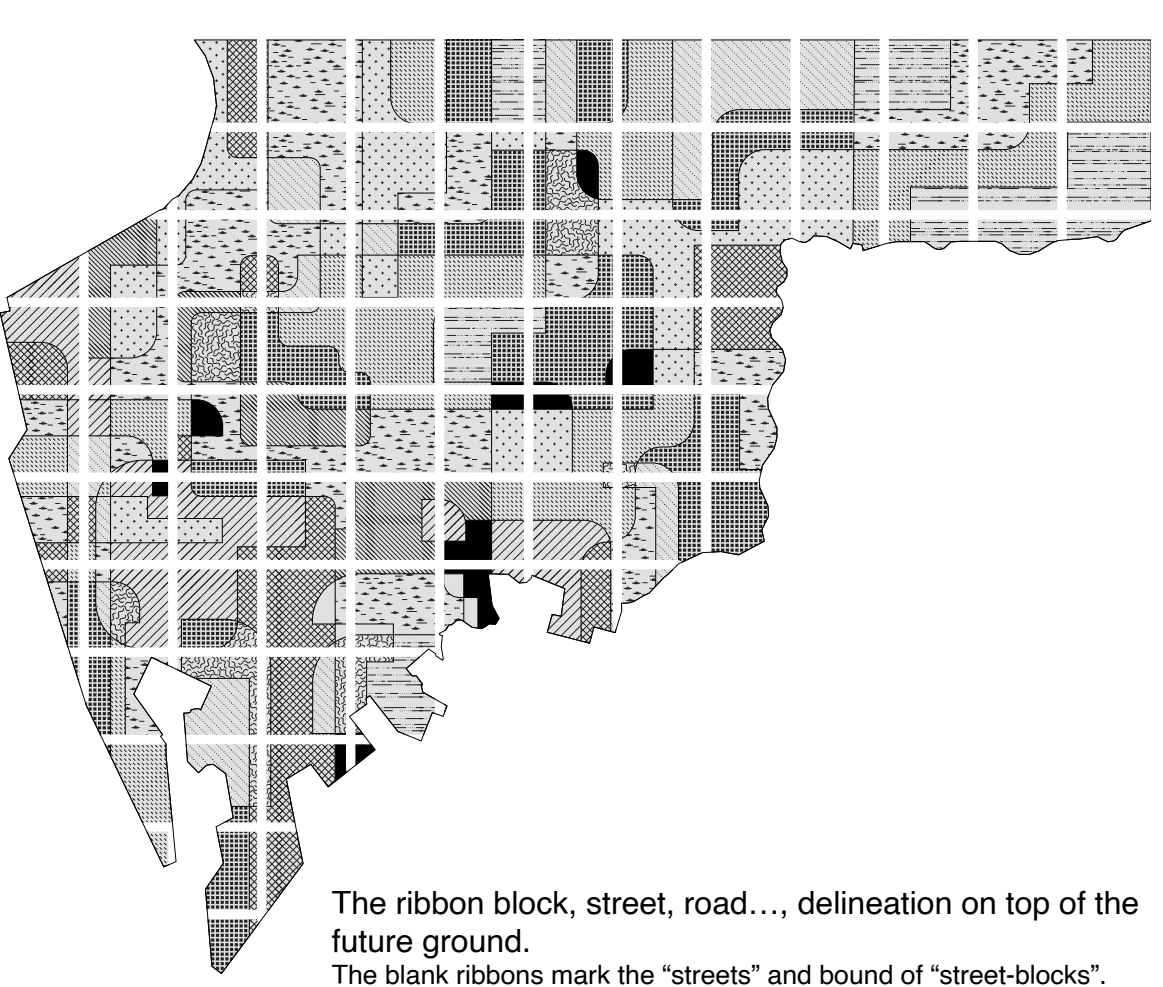 The ribbon block, street, road…, delineation on top of the
future ground.
The blank ribbons mark the “streets” and bound of “street-blocks”.